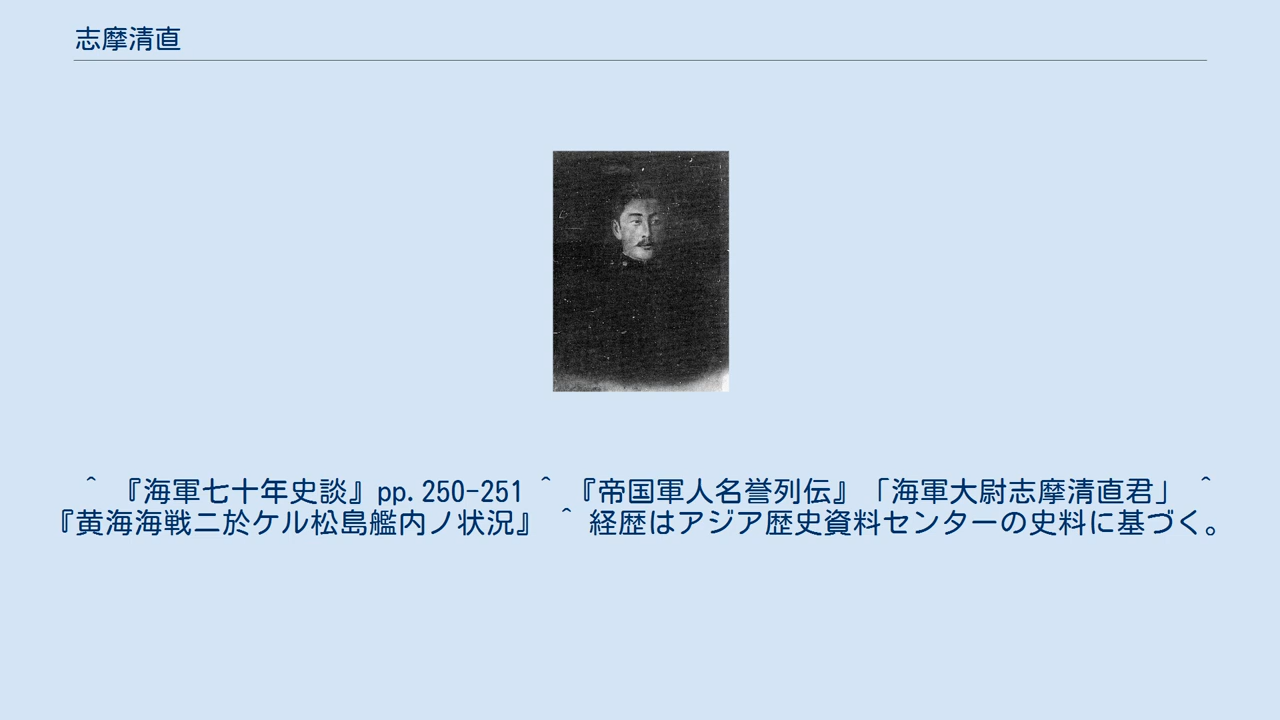 志摩清直
^ 『海軍七十年史談』pp.250-251 ^ 『帝国軍人名誉列伝』「海軍大尉志摩清直君」 ^
『黄海海戦ニ於ケル松島艦内ノ状況』 ^ 経歴はアジア歴史資料センターの史料に基づく。